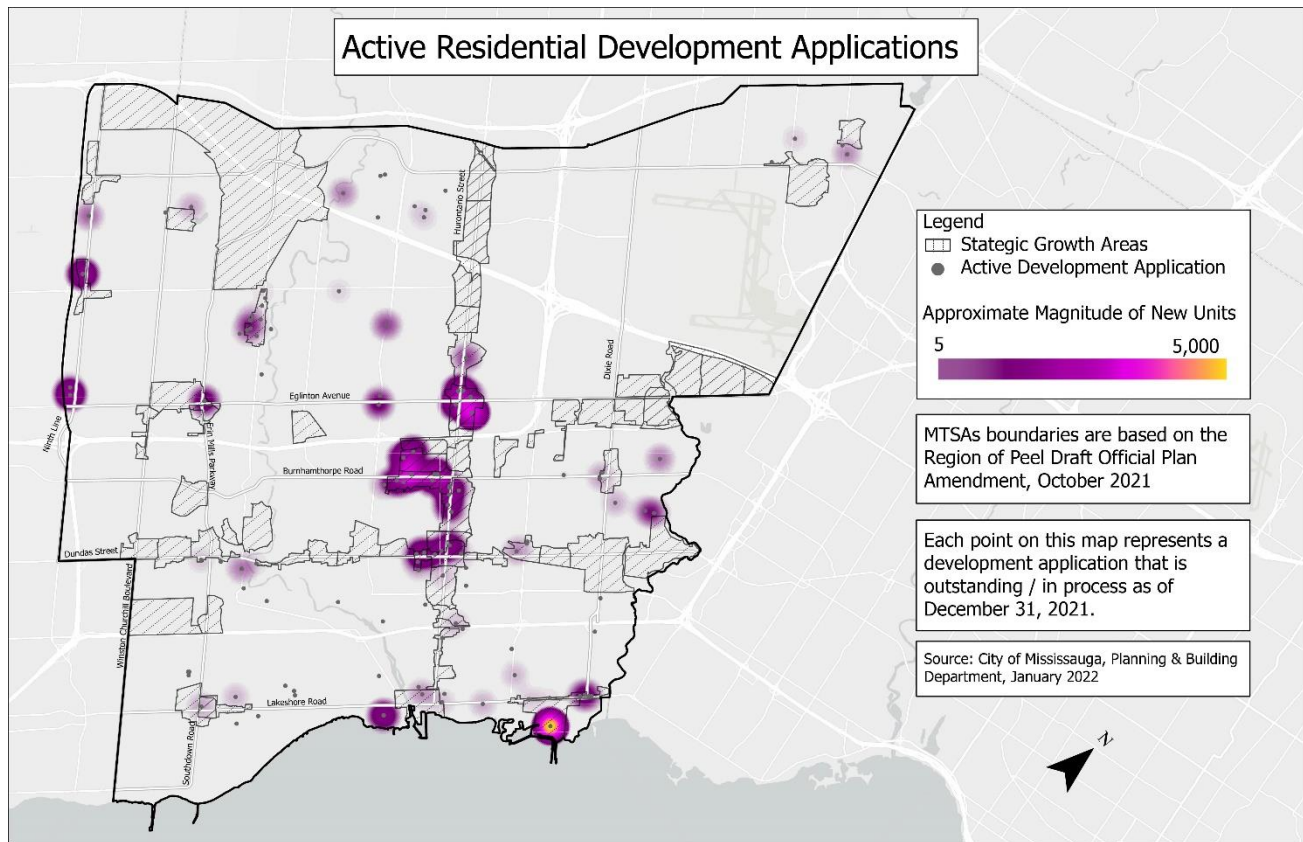 Active Residential Development Applications
Legend
Stategic Growth Areas
Active Development Application
Approximate Magnitude of New Units
5 5,000
MTSAs boundaries are based on the
Region of Peel Draft Official Plan
Amendment, October 2021
Each point on this map represents a
development application that is
outstanding / in process as of
December 31, 2021.
Source: City of Mississauga, Planning & Building
Department, January 2022
N
Hurontario Street
Dixie Road
Eglinton Avenue
Ninth Line
Erin Mills Parkway
Burnhamthorpe Road
Dundas Street
Winston Churchill Boulevard
Lakeshore Road
Southdown Road